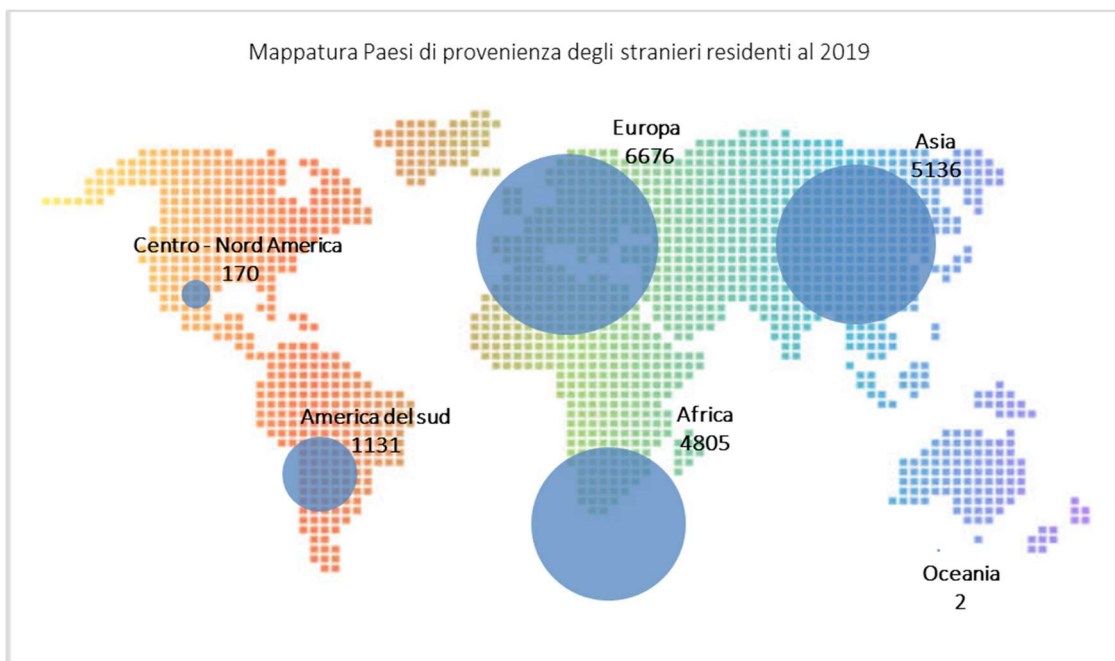 Mappatura Paesi di provenienza degli stranieri residenti al 2019
Europa
6676
Asia
5136
Centro - Nord America
170
America del sud
1131
Africa
4805
Oceania
2